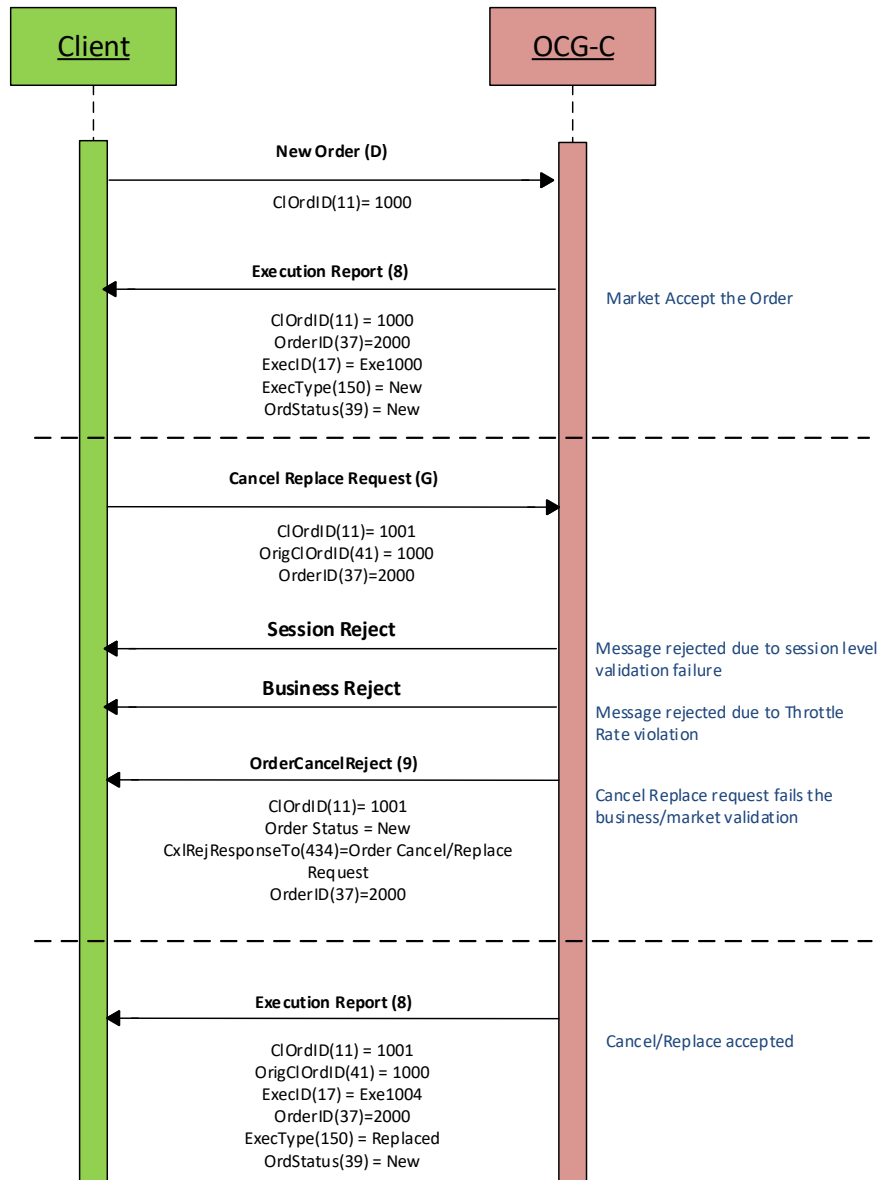 Client
OCG-C
New Order (D)
ClOrdID(11)= 1000
Execution Report (8)
Market Accept the Order
ClOrdID(11) = 1000
OrderID(37)=2000
ExecID(17) = Exe1000
ExecType(150) = New
OrdStatus(39) = New
Cancel Replace Request (G)
ClOrdID(11)= 1001
OrigClOrdID(41) = 1000
OrderID(37)=2000
Session Reject
Message rejected due to session level
validation failure
Business Reject
Message rejected due to Throttle
Rate violation
OrderCancelReject (9)
Cancel Replace request fails the
business/market validation
ClOrdID(11)= 1001
Order Status = New
CxlRejResponseTo(434)=Order Cancel/Replace
Request
OrderID(37)=2000
Execution Report (8)
Cancel/Replace accepted
ClOrdID(11) = 1001
OrigClOrdID(41) = 1000
ExecID(17) = Exe1004
OrderID(37)=2000
ExecType(150) = Replaced
OrdStatus(39) = New